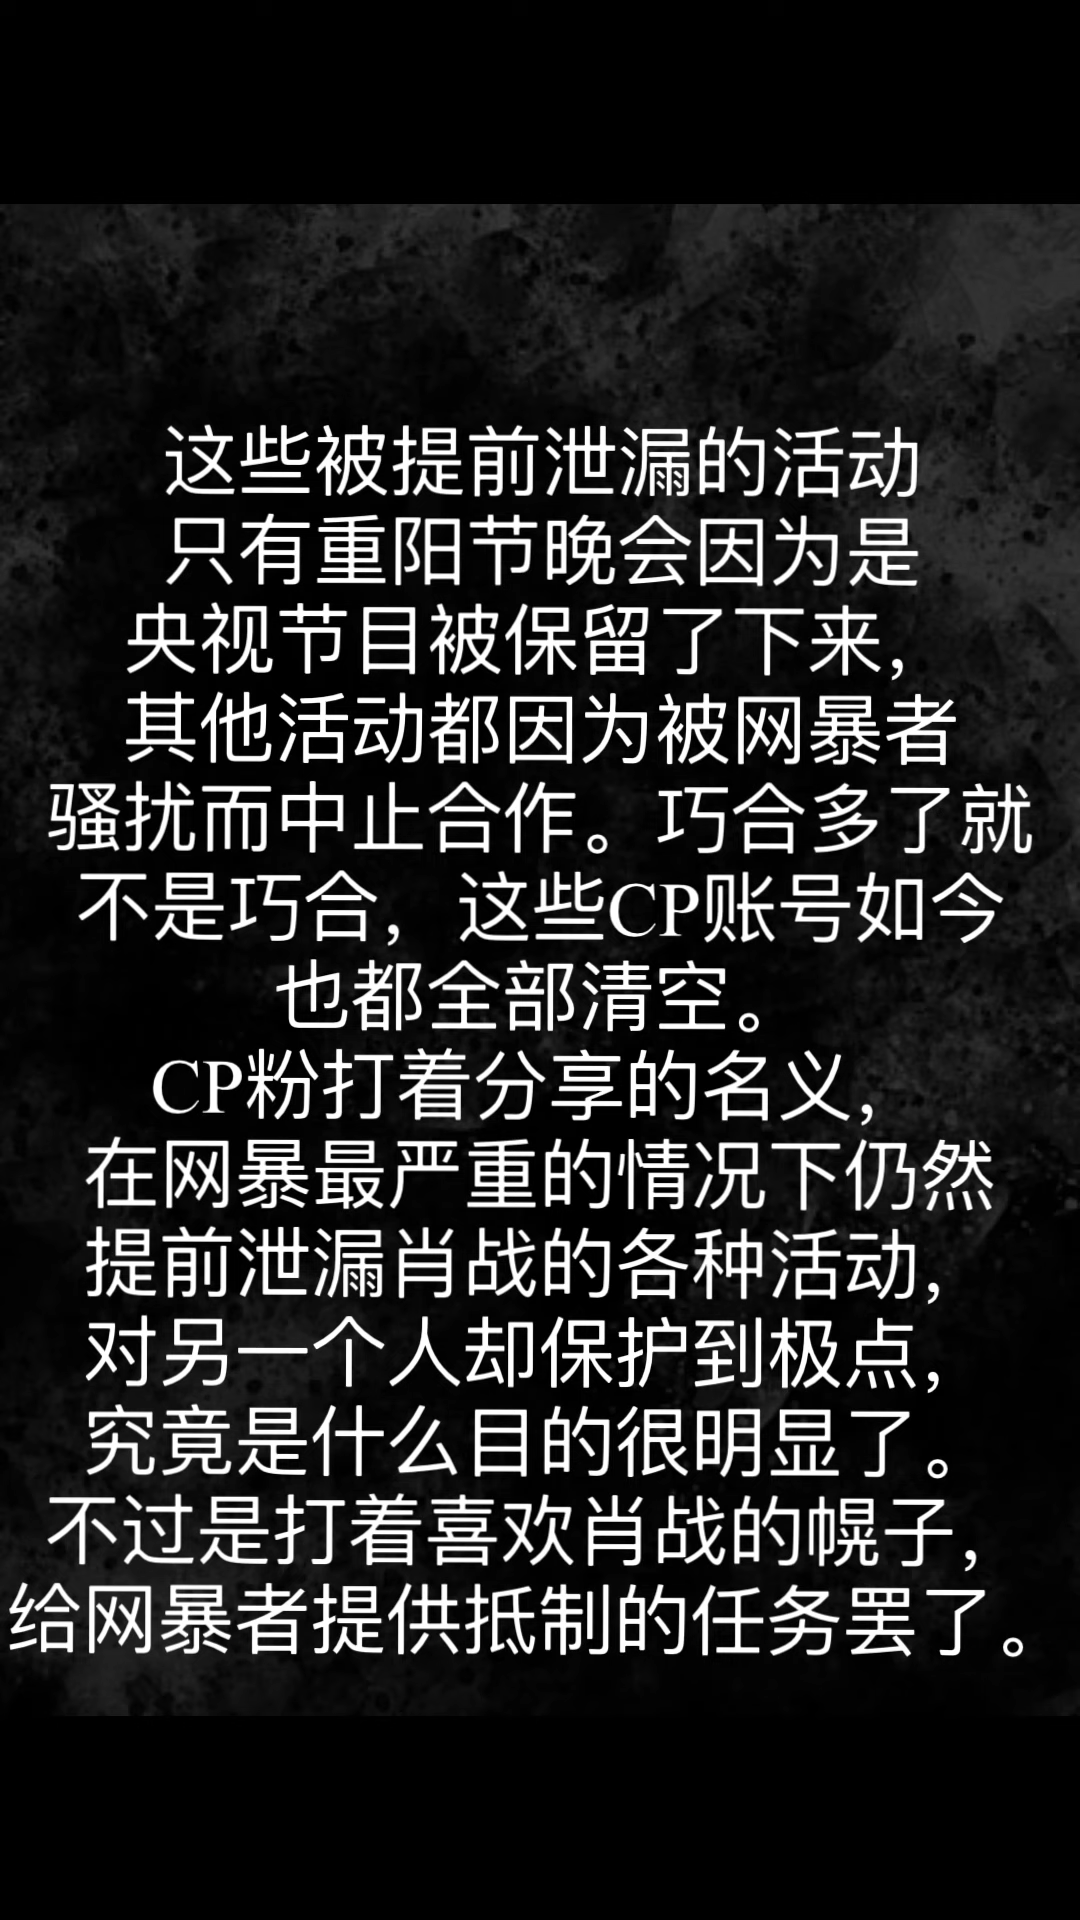 这些被提前泄漏的活动
只有重阳节晚会因为是
央视节目被保留了下来，
其他活动都因为被网暴者
骚扰而中止合作。巧合多了就
不是巧合，这些CP账号如今
也都全部清空。
CP粉打着分享的名义，
在网暴最严重的情况下仍然
提前泄漏肖战的各种活动，
对另一个人却保护到极点，
究竟是什么目的很明显了。
不过是打着喜欢肖战的幌子，
给网暴者提供抵制的任务罢了。